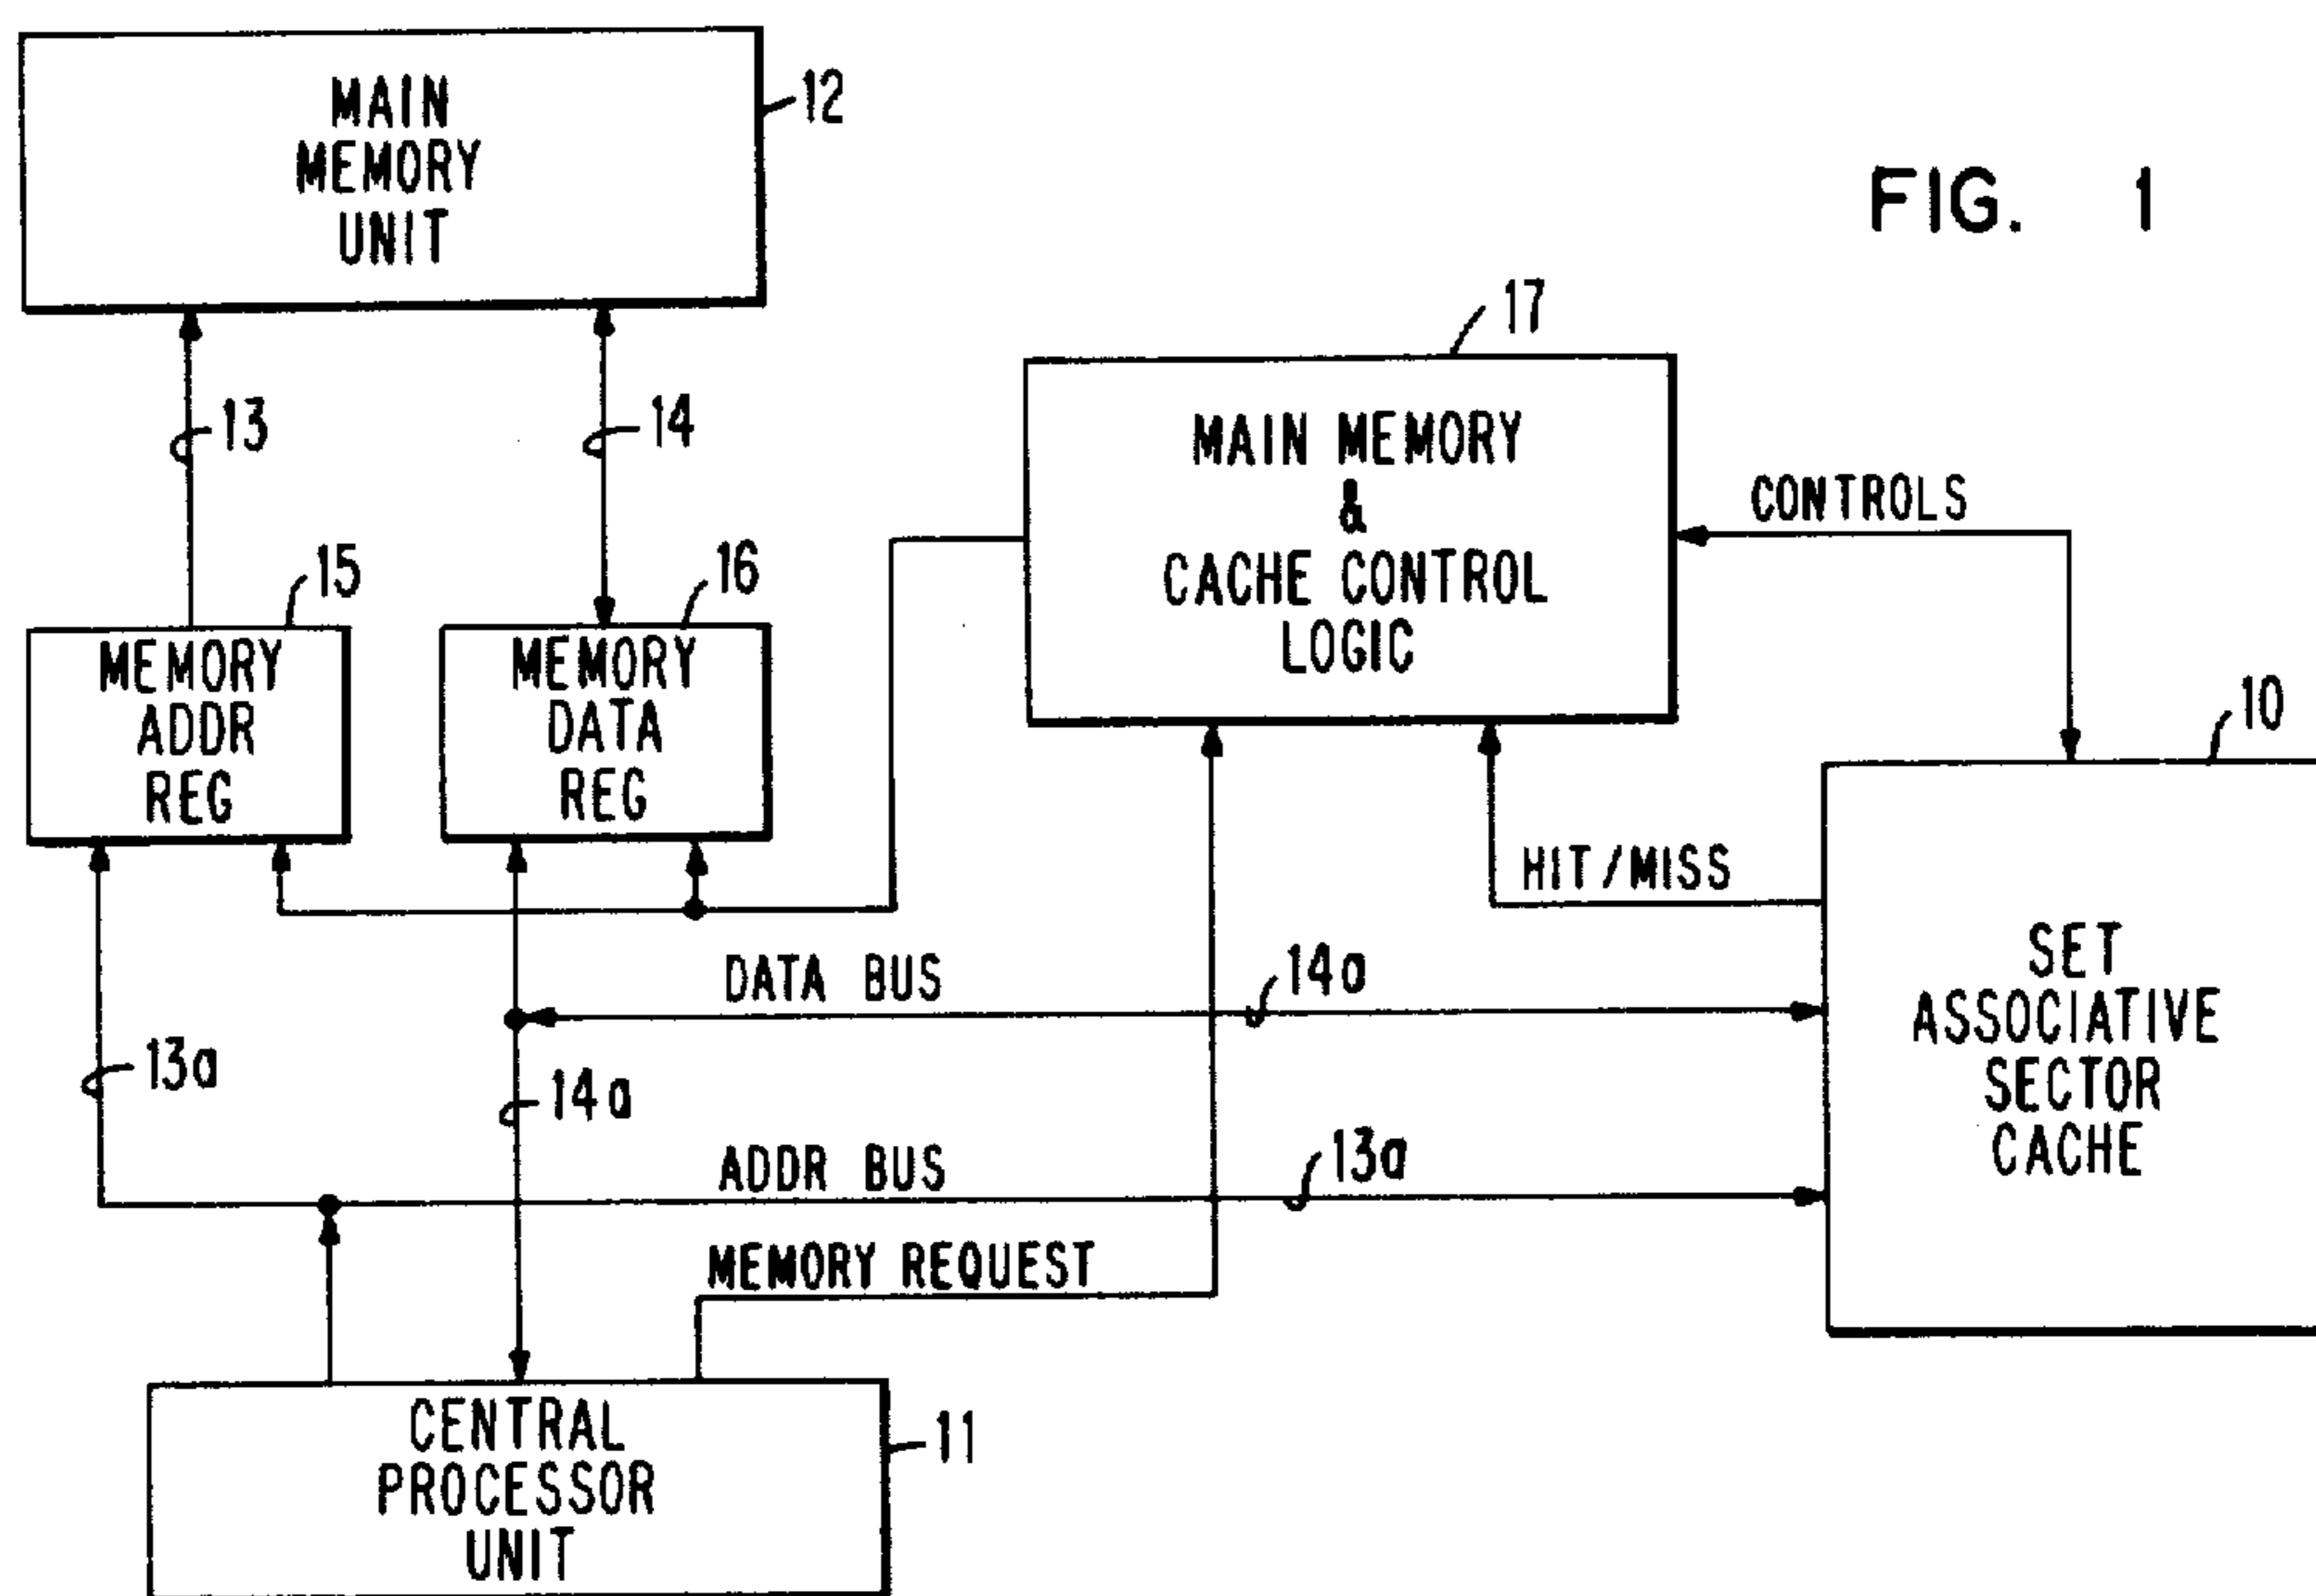 MAIN
MEMORY
UNIT
12
FIG. 1
17
13
14
MAIN MEMORY
&
CACHE CONTROL
LOGIC
CONTROLS
15
16
MEMORY
ADDR
REG
MEMORY
DATA
REG
10
HIT/MISS
SET
ASSOCIATIVE
SECTOR
CACHE
DATA BUS
14a
13a
14a
ADDR BUS
13a
MEMORY REQUEST
CENTRAL
PROCESSOR
UNIT
11